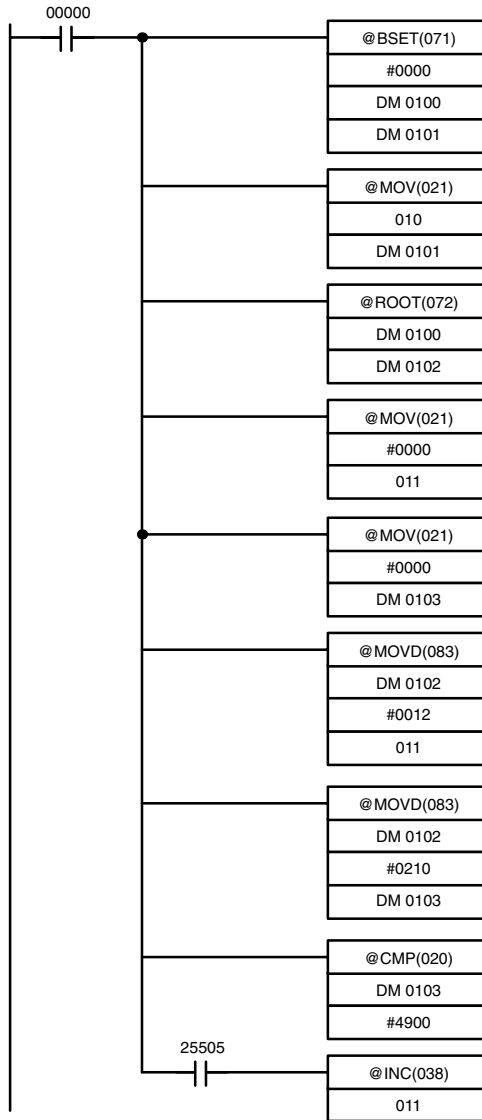 00000
@BSET(071)
#0000
DM 0100
DM 0101
@MOV(021)
010
DM 0101
@ROOT(072)
DM 0100
DM 0102
@MOV(021)
#0000
011
@MOV(021)
#0000
DM 0103
@MOVD(083)
DM 0102
#0012
011
@MOVD(083)
DM 0102
#0210
DM 0103
@CMP(020)
DM 0103
#4900
25505
@INC(038)
011